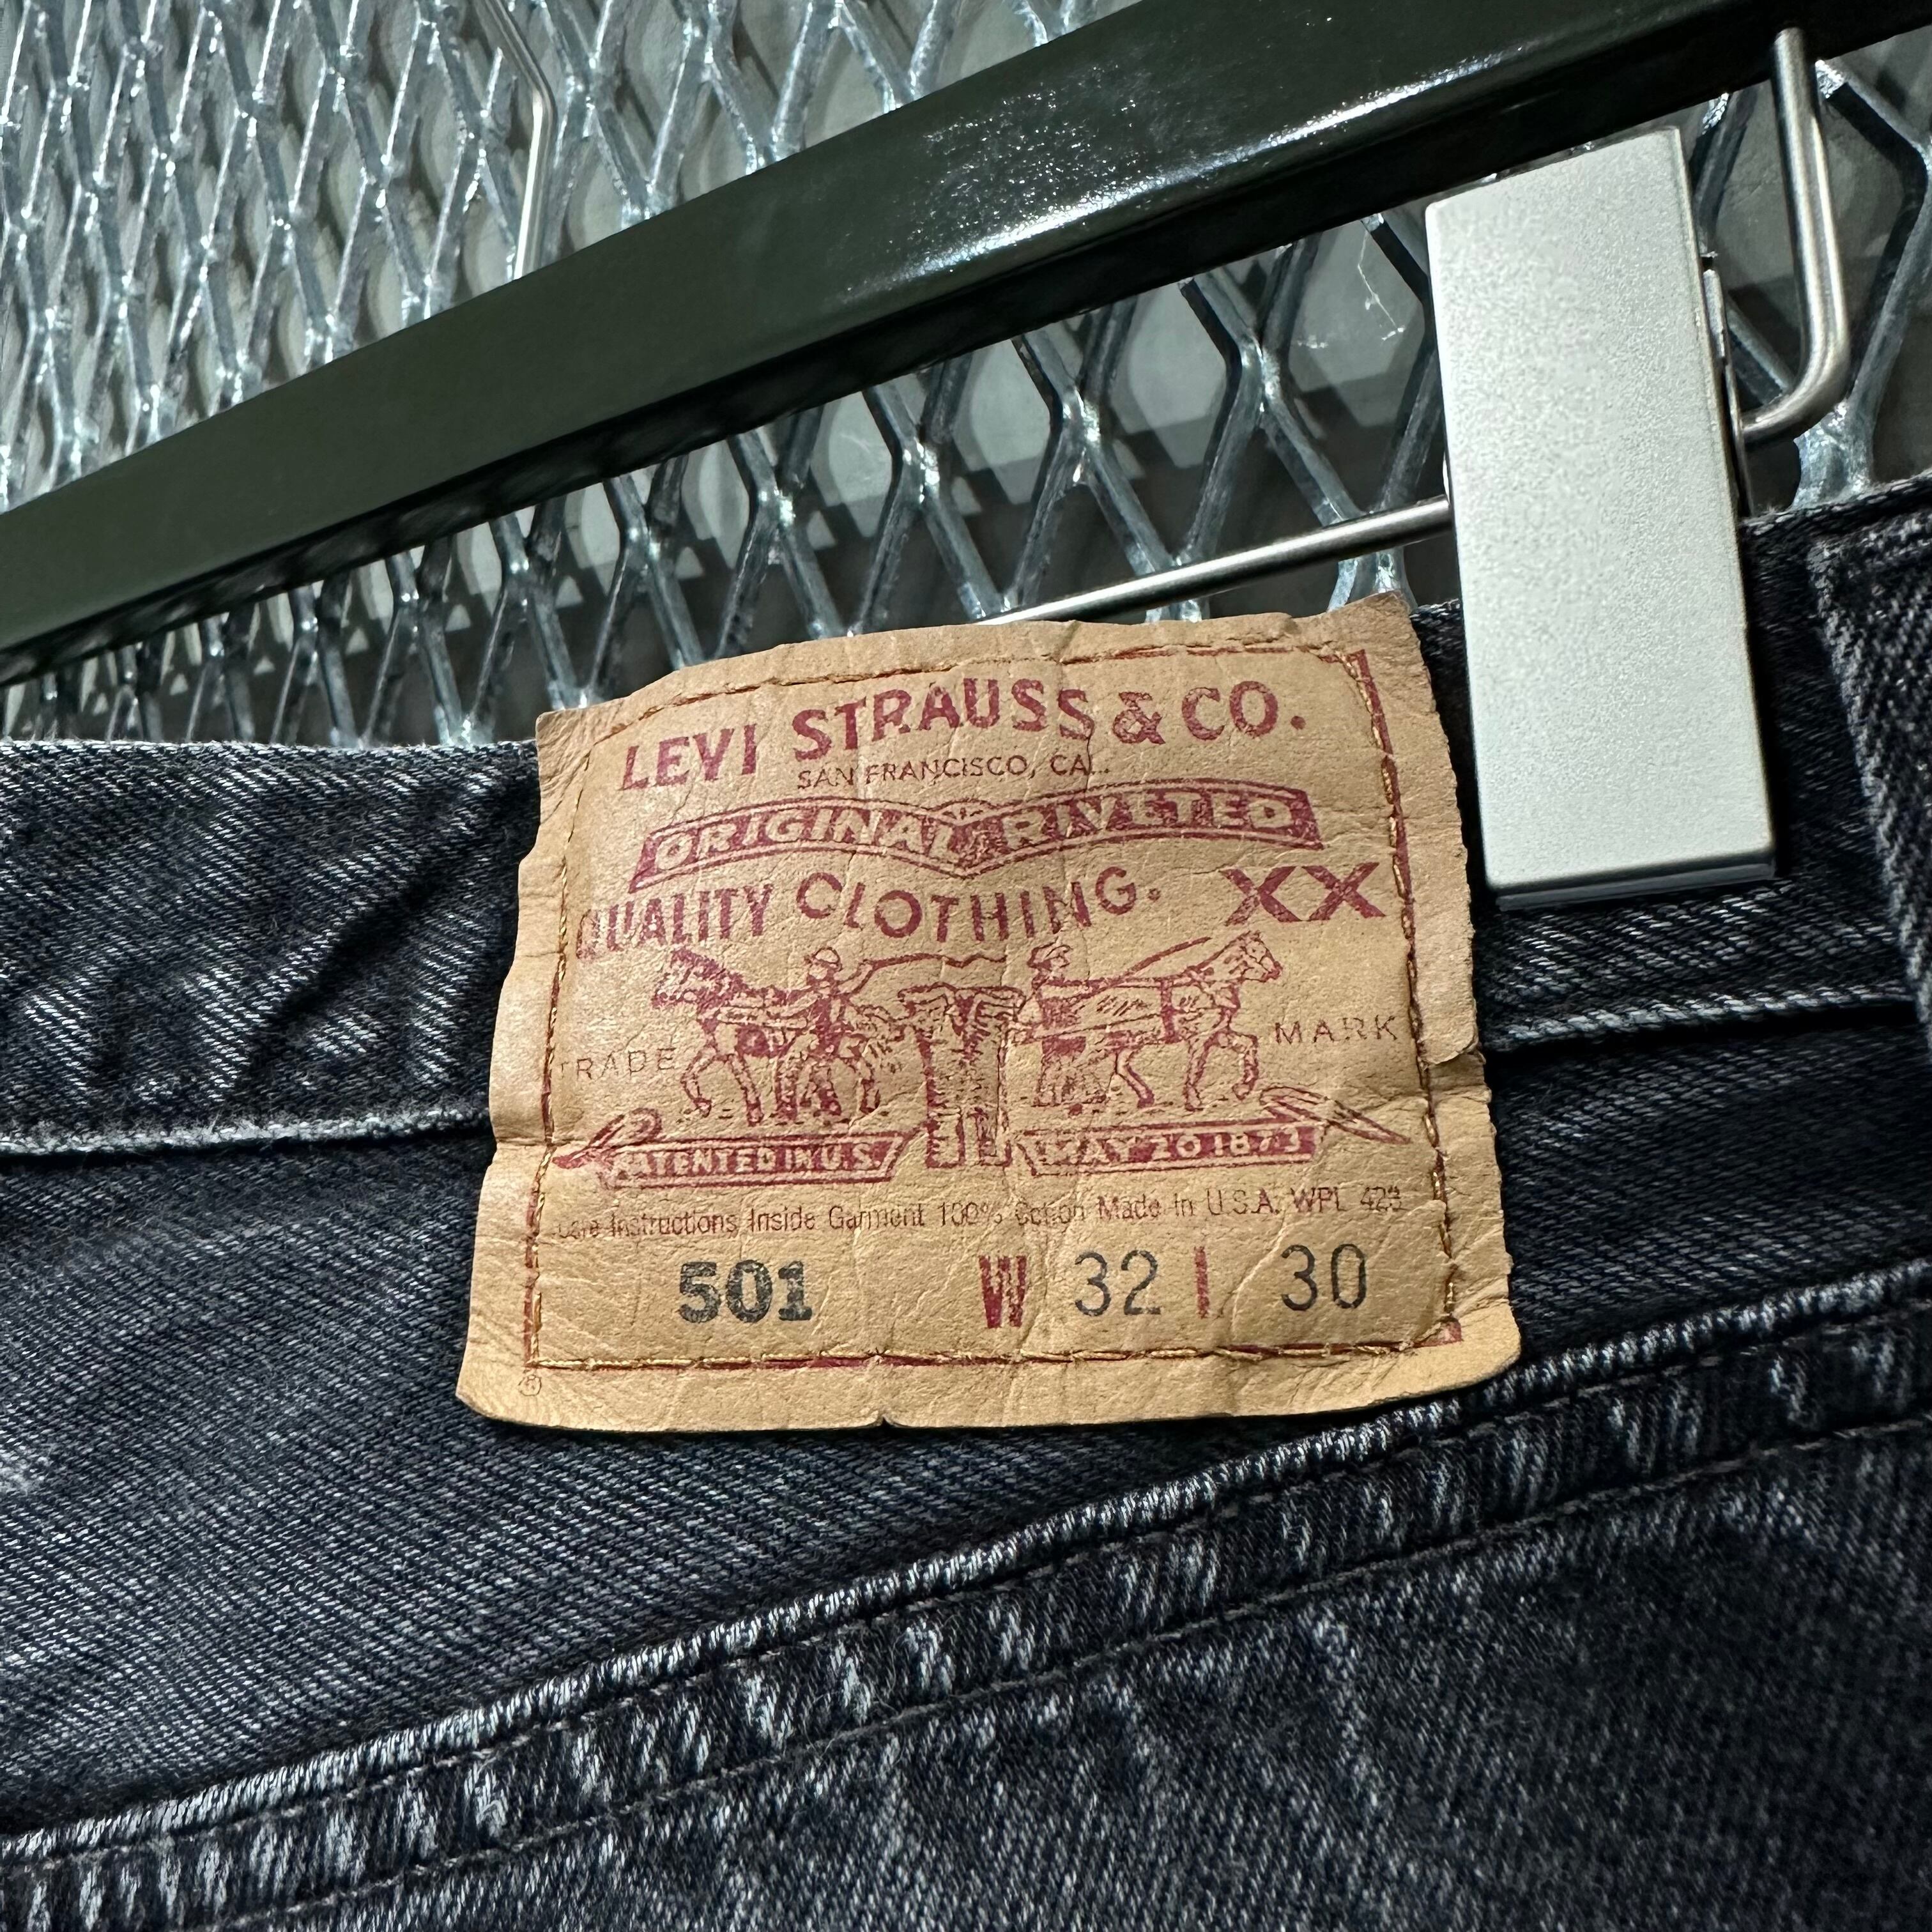 LEVI STRAUSS & CO.
SAN FRANCISCO, CAL.
ORIGINAL RIVETED
QUALITY CLOTHING. XX
TRADE MARK
PATENTED IN U.S. MAY 20 1873
Care Instructions Inside Garment 100% Cotton Made in U.S.A. WPL 423
501 W 32 L 30
®